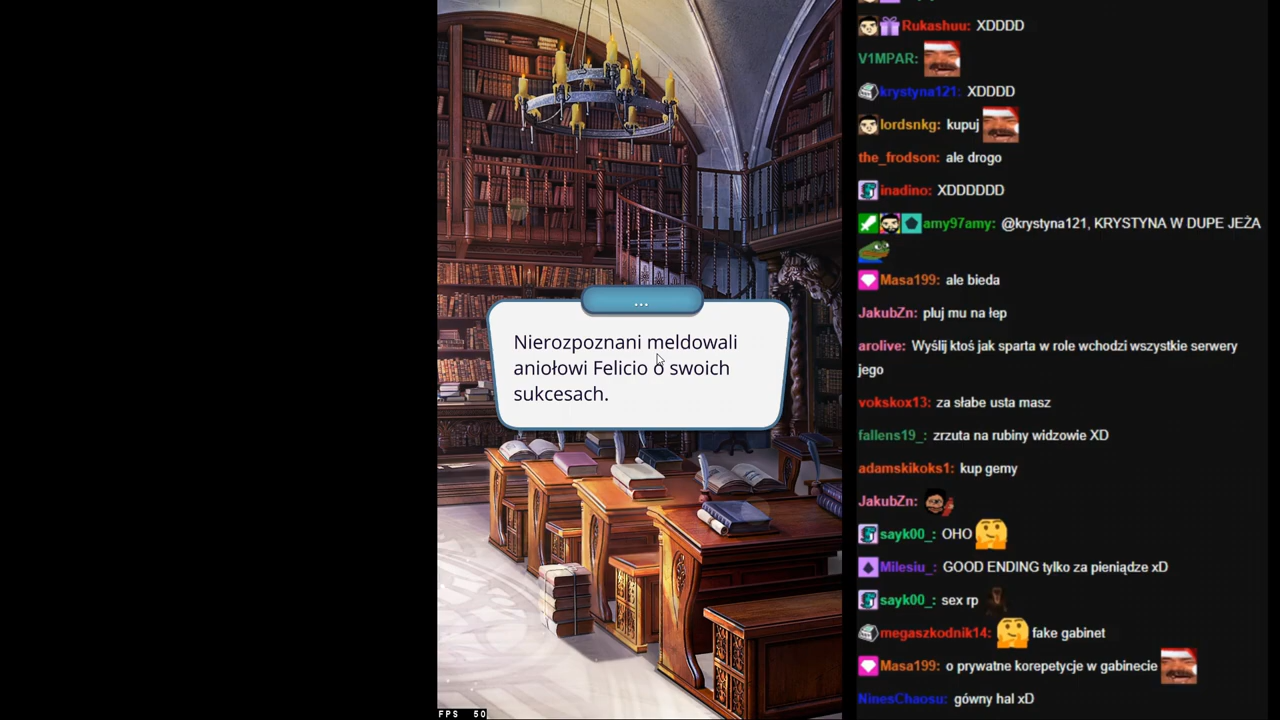 ...
Nierozpoznani meldowali
aniołowi Felicio o swoich
sukcesach.
FPS 50
Rukashuu: XDDDD
V1MPAR:
krystyna121: XDDDD
lordsnkg: kupuj
the_frodson: ale drogo
inadino: XDDDDDD
amy97amy: @krystyna121, KRYSTYNA W DUPE JEŻA
Masa199: ale bieda
JakubZn: pluj mu na łep
arolive: Wyślij ktoś jak sparta w role wchodzi wszystkie serwery
jego
vokskox13: za słabe usta masz
fallens19_: zrzuta na rubiny widzowie XD
adamskikoks1: kup gemy
JakubZn:
sayk00_: OHO
Milesiu_: GOOD ENDING tylko za pieniądze xD
sayk00_: sex rp
megaszkodnik14: fake gabinet
Masa199: o prywatne korepetycje w gabinecie
NinesChaosu: gówny hal xD